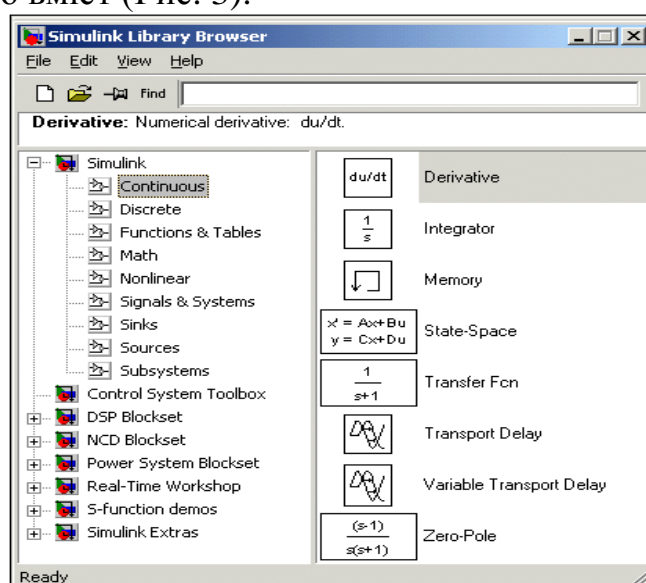 о вміст (Рис. 3).
Simulink Library Browser
File Edit View Help
Find
Derivative: Numerical derivative: du/dt.
Simulink
Continuous
Discrete
Functions & Tables
Math
Nonlinear
Signals & Systems
Sinks
Sources
Subsystems
Control System Toolbox
DSP Blockset
NCD Blockset
Power System Blockset
Real-Time Workshop
S-function demos
Simulink Extras
du/dt Derivative
1
s
Integrator
Memory
x' = Ax+Bu
y = Cx+Du
State-Space
1
s+1
Transfer Fcn
Transport Delay
Variable Transport Delay
(s-1)
s(s+1)
Zero-Pole
Ready